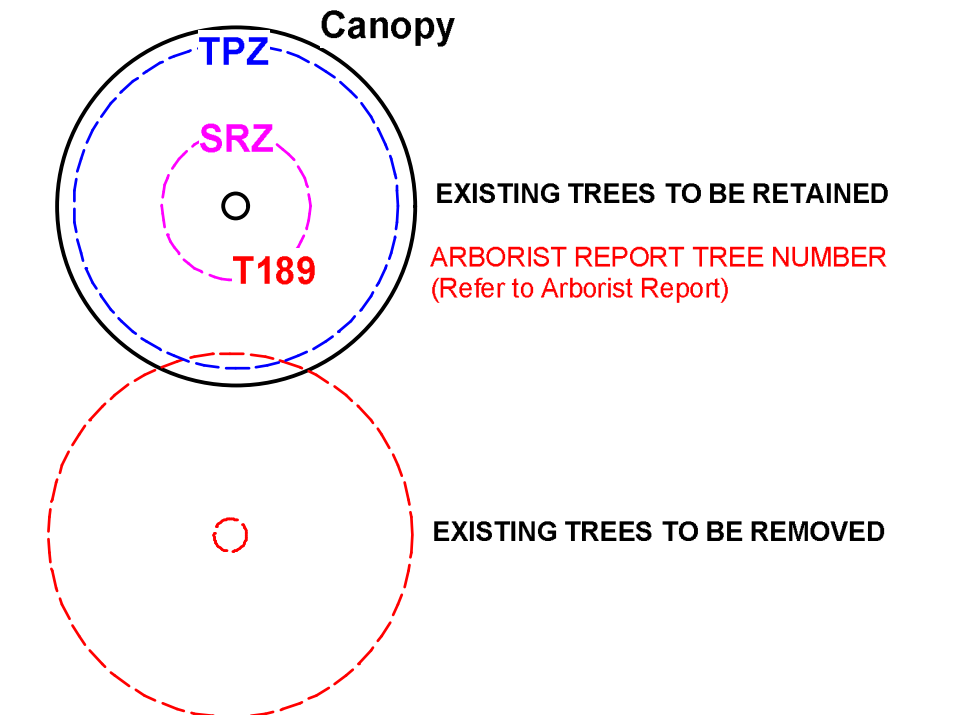 Canopy
TPZ
SRZ
EXISTING TREES TO BE RETAINED
T189
ARBORIST REPORT TREE NUMBER
(Refer to Arborist Report)
EXISTING TREES TO BE REMOVED